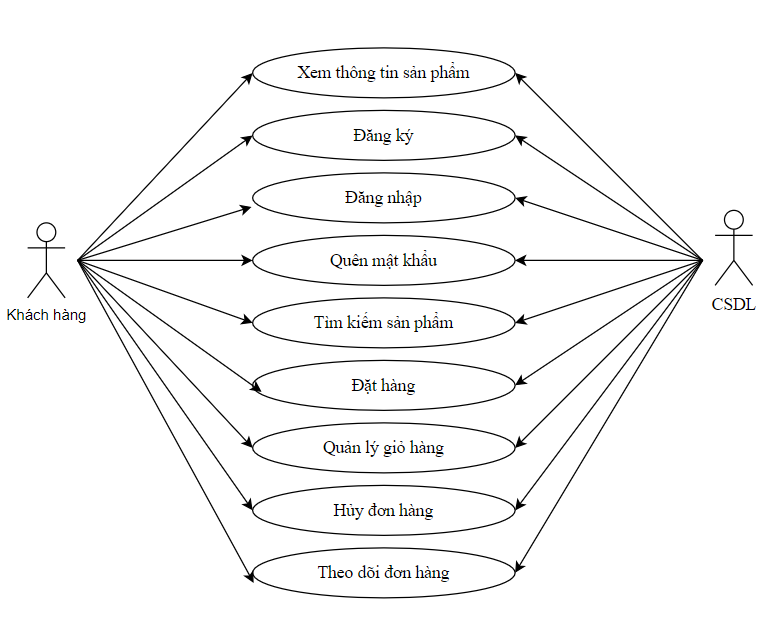 Xem thông tin sản phẩm
Đăng ký
Đăng nhập
Quên mật khẩu
Tìm kiếm sản phẩm
Đặt hàng
Quản lý giỏ hàng
Hủy đơn hàng
Theo dõi đơn hàng
Khách hàng
CSDL